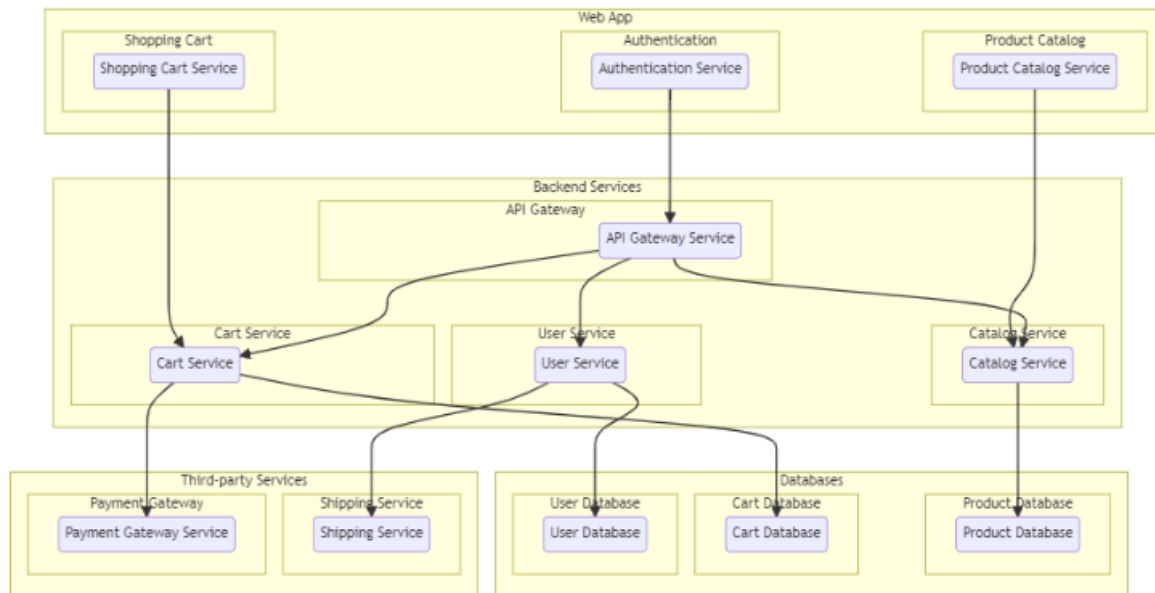 Web App
Shopping Cart
Authentication
Product Catalog
Shopping Cart Service
Authentication Service
Product Catalog Service
Backend Services
API Gateway
API Gateway Service
Cart Service
User Service
Catalog Service
Cart Service
User Service
Catalog Service
Third-party Services
Databases
Payment Gateway
Shipping Service
User Database
Cart Database
Product Database
Payment Gateway Service
Shipping Service
User Database
Cart Database
Product Database